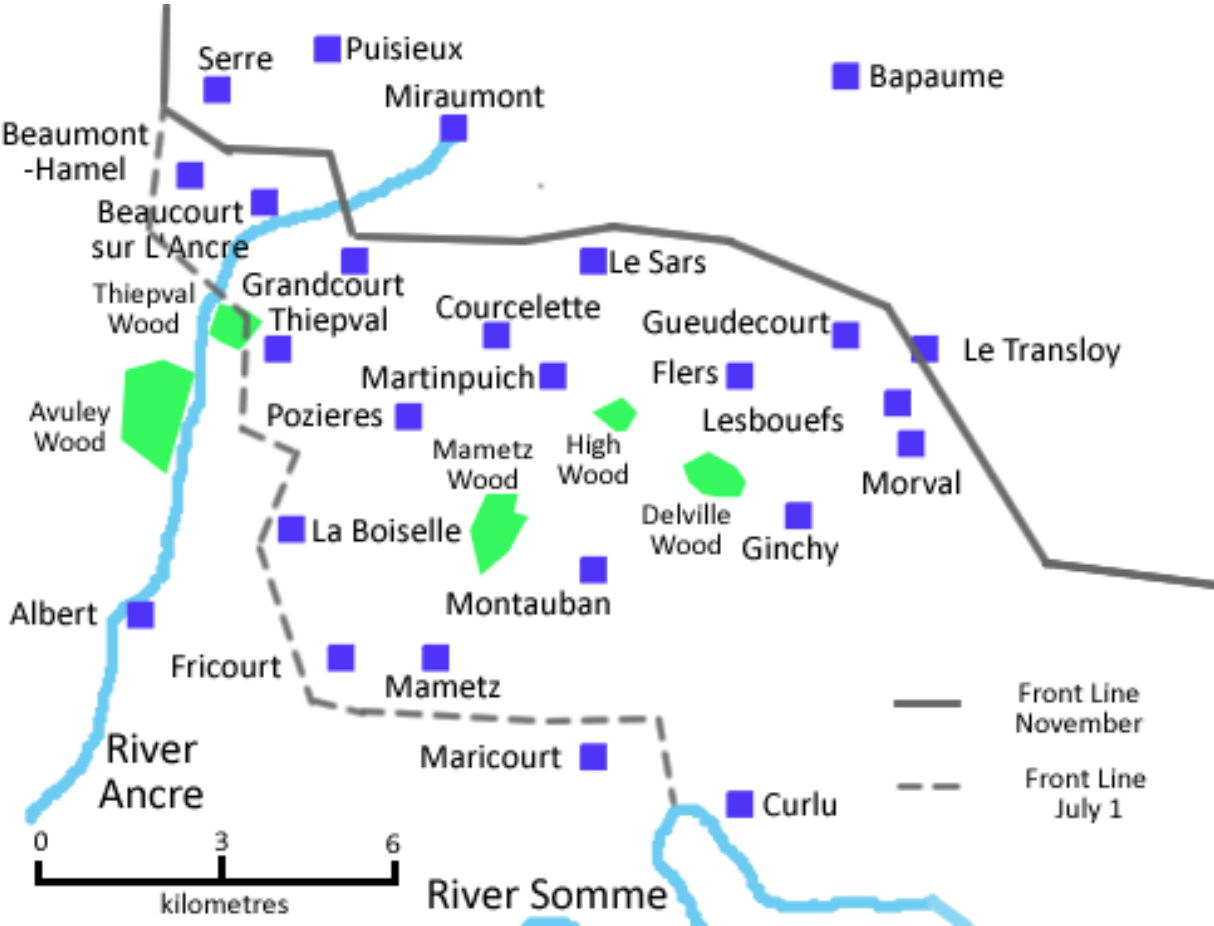 Serre
Puisieux
Bapaume
Miraumont
Beaumont
-Hamel
Beaucourt
sur L'Ancre
Grandcourt
Le Sars
Thiepval
Wood
Thiepval
Courcelette
Gueudecourt
Le Transloy
Martinpuich
Flers
Avuley
Wood
Pozieres
Lesbouefs
Mametz
Wood
High
Wood
Morval
La Boiselle
Delville
Wood
Ginchy
Albert
Montauban
Fricourt
Mametz
Front Line
November
River
Ancre
Maricourt
Front Line
July 1
Curlu
0 3 6
kilometres
River Somme